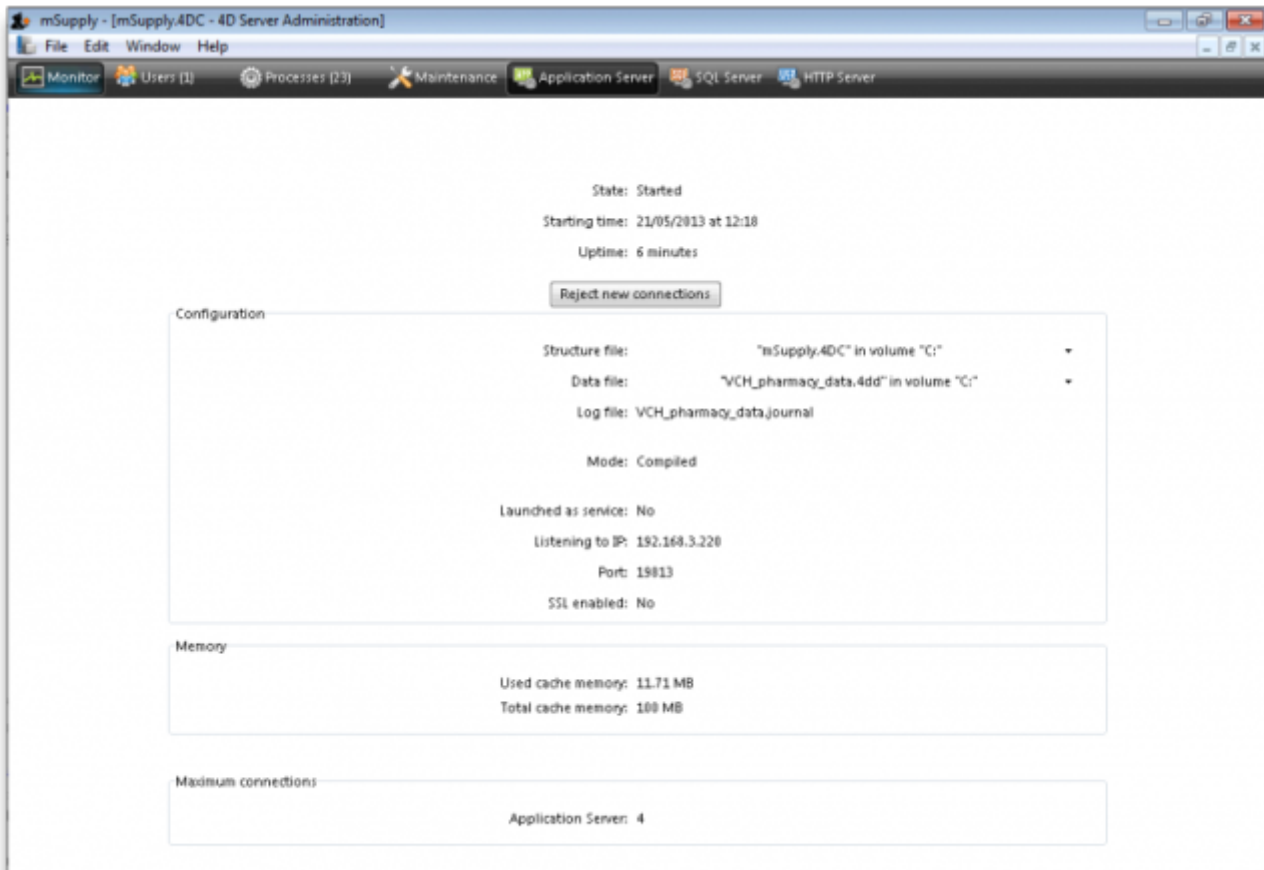 mSupply - [mSupply.4DC - 4D Server Administration]
File Edit Window Help
Monitor Users (1) Processes (23) Maintenance Application Server SQL Server HTTP Server
State: Started
Starting time: 21/05/2013 at 12:18
Uptime: 6 minutes
Reject new connections
Configuration
Structure file: "mSupply.4DC" in volume "C:"
Data file: "VCH_pharmacy_data.4dd" in volume "C:"
Log file: VCH_pharmacy_data.journal
Mode: Compiled
Launched as service: No
Listening to IP: 192.168.3.220
Port: 19813
SSL enabled: No
Memory
Used cache memory: 11.71 MB
Total cache memory: 100 MB
Maximum connections
Application Server: 4